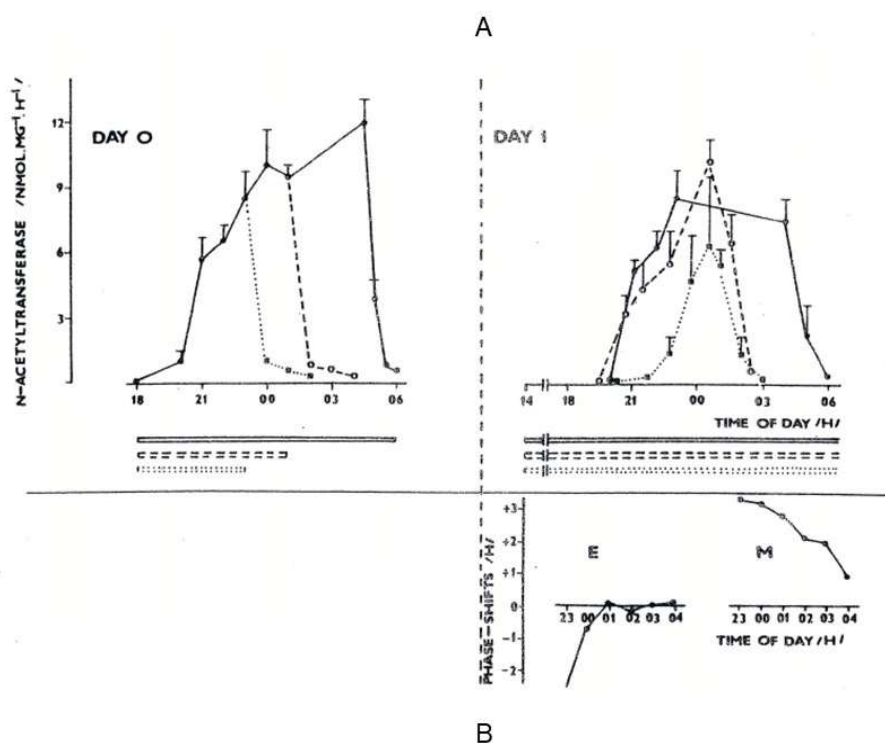 A
N-ACETYLTRANSFERASE /NMOL.MG⁻¹.H⁻¹/
DAY 0
12
9
6
3
18 21 00 03 06
DAY 1
14 18 21 00 03 06
TIME OF DAY /H/
PHASE-SHIFTS /H/
+3
+2
+1
0
-1
-2
E
23 00 01 02 03 04
M
23 00 01 02 03 04
TIME OF DAY /H/
B